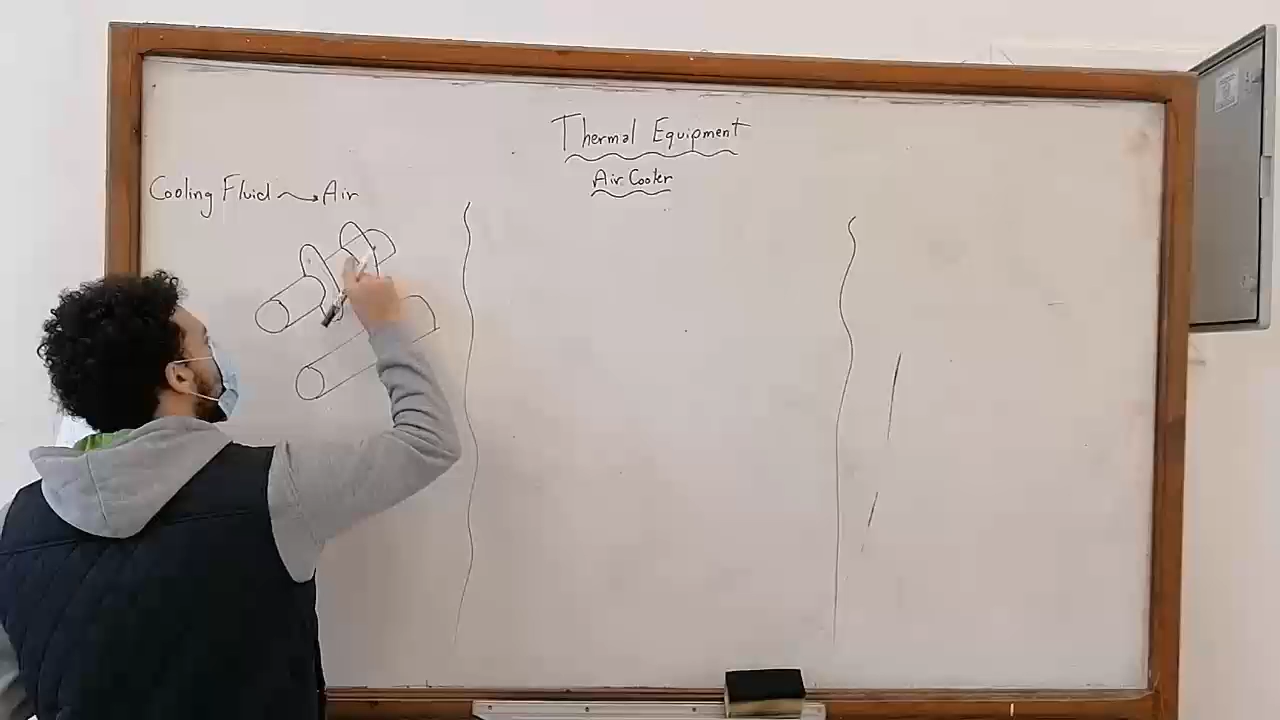 Thermal Equipment
Air Cooler
Cooling Fluid → Air